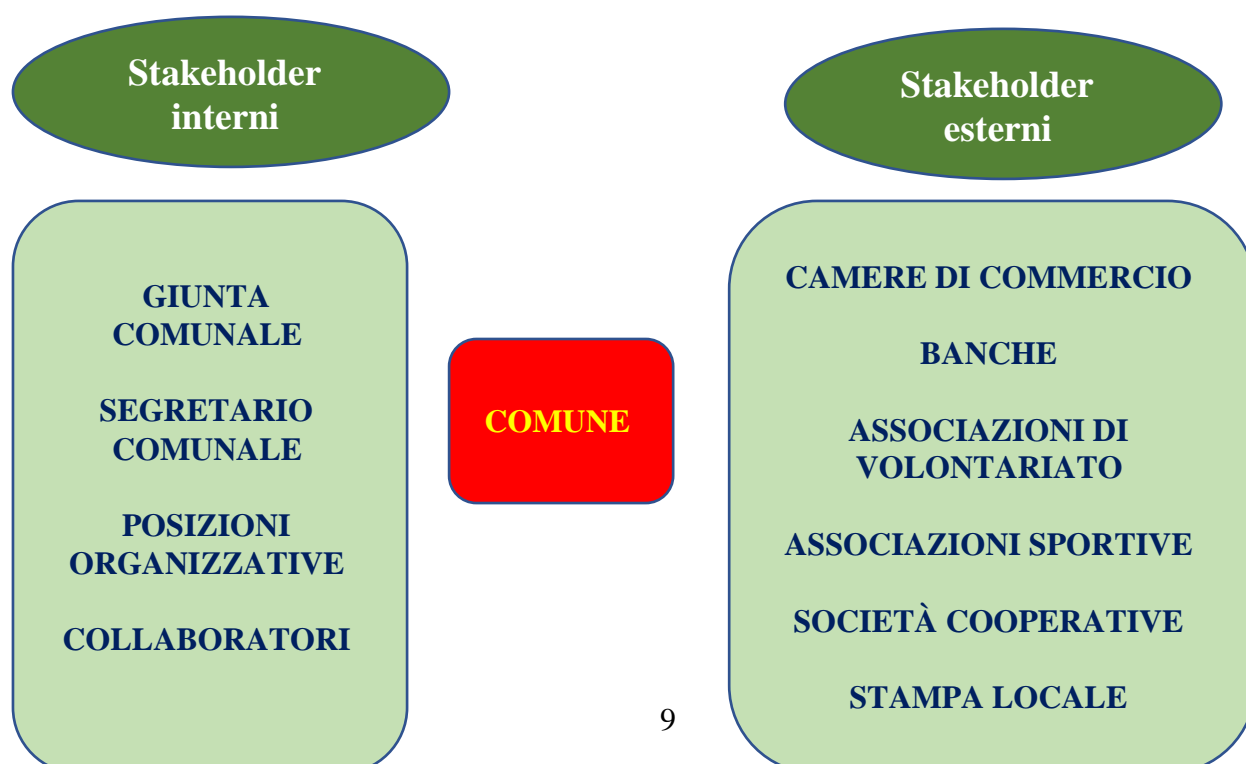 Stakeholder
interni
GIUNTA
COMUNALE
SEGRETARIO
COMUNALE
POSIZIONI
ORGANIZZATIVE
COLLABORATORI
COMUNE
Stakeholder
esterni
CAMERE DI COMMERCIO
BANCHE
ASSOCIAZIONI DI
VOLONTARIATO
ASSOCIAZIONI SPORTIVE
SOCIETÀ COOPERATIVE
STAMPA LOCALE
9